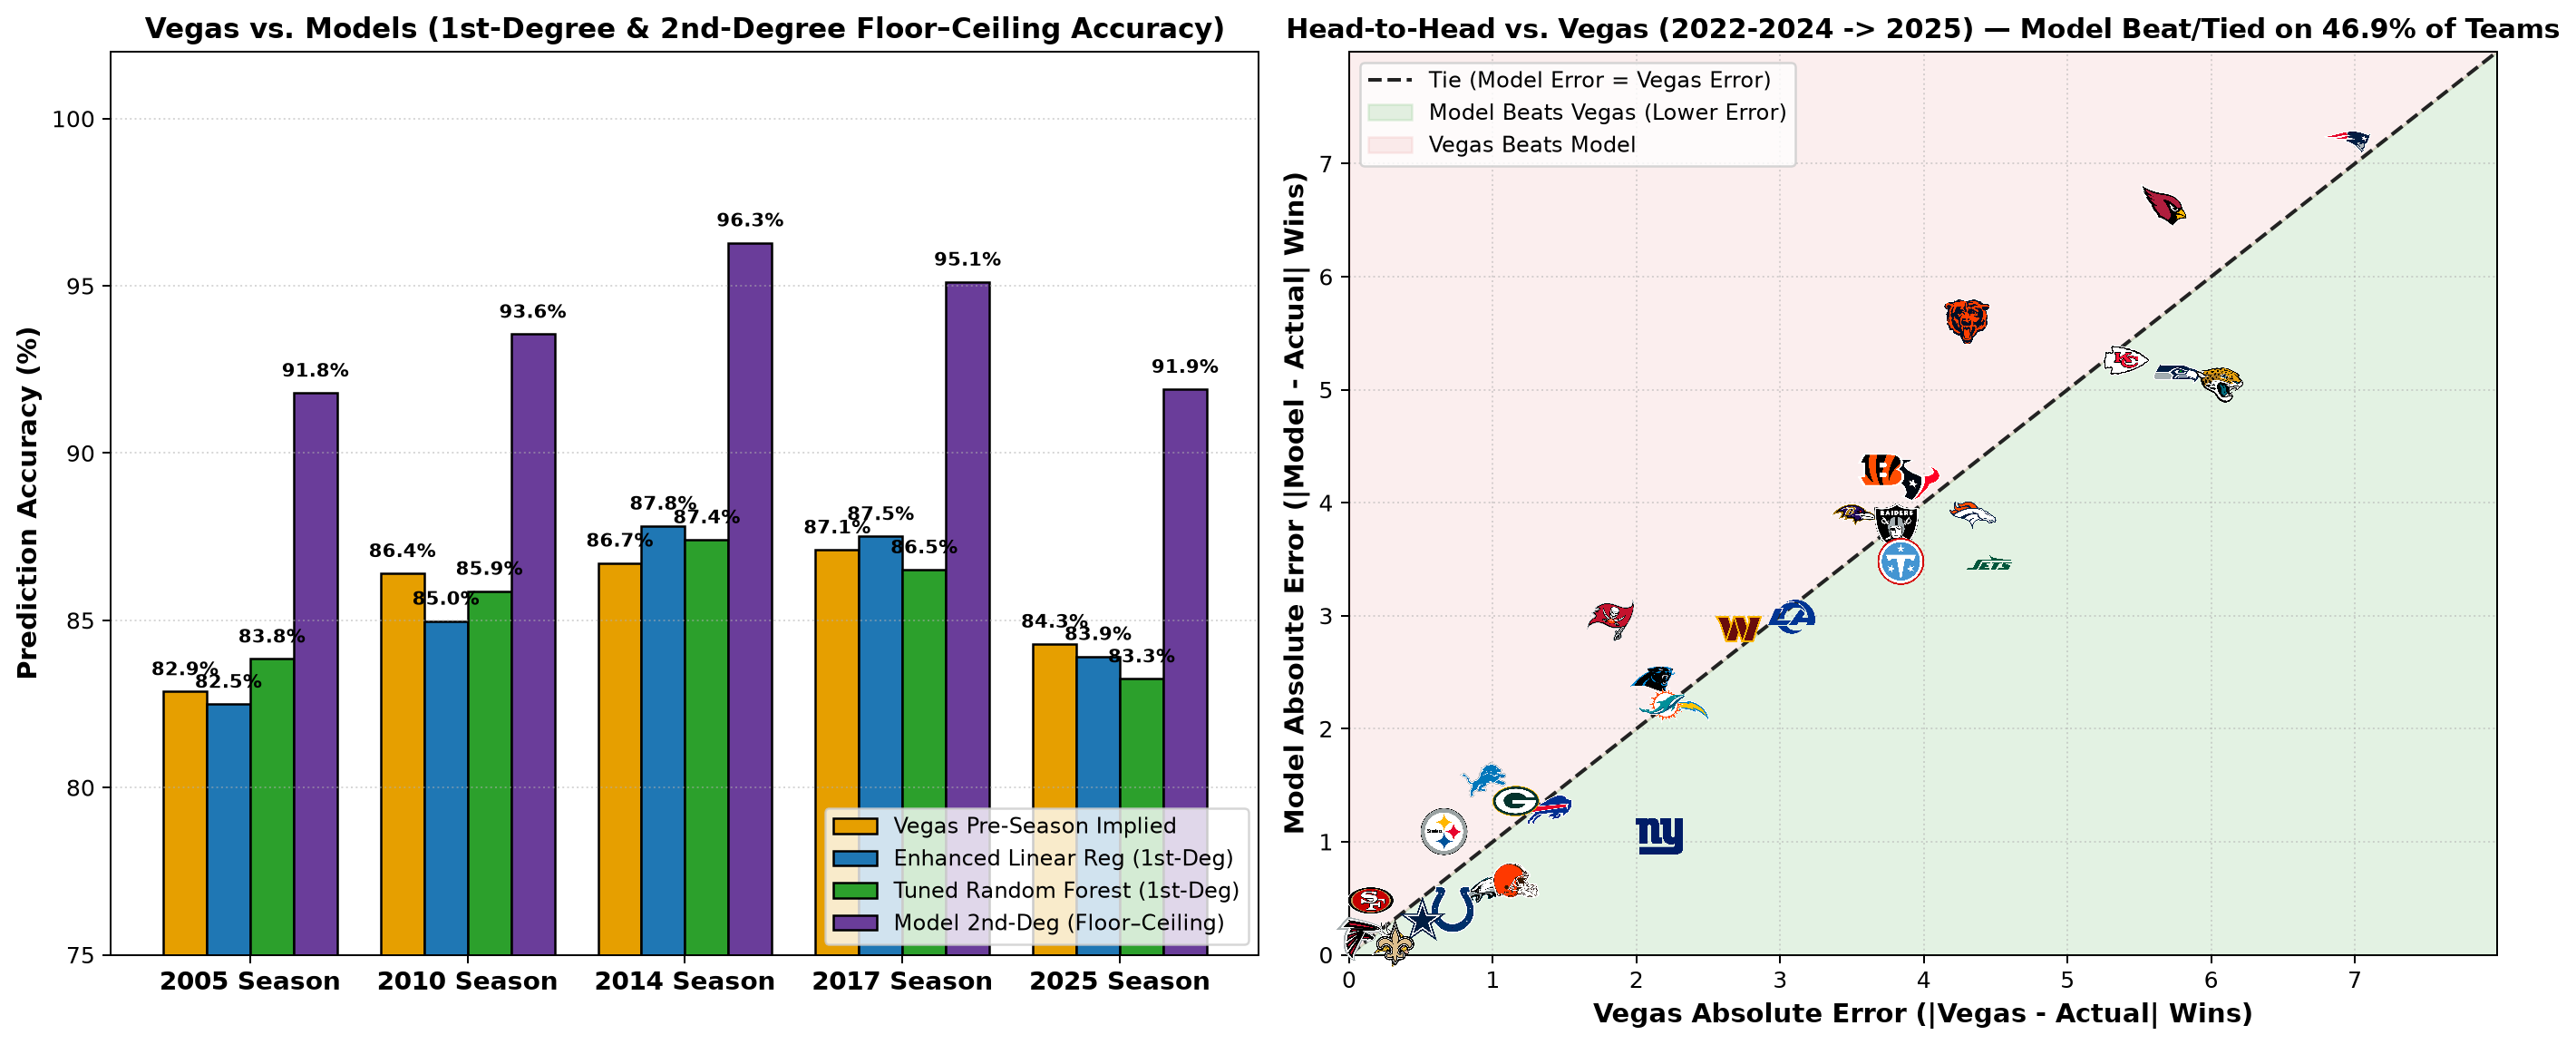 Vegas vs. Models (1st-Degree & 2nd-Degree Floor–Ceiling Accuracy)
Prediction Accuracy (%)
100
95
90
85
80
75
82.9%
82.5%
83.8%
91.8%
86.4%
85.0%
85.9%
93.6%
86.7%
87.8%
87.4%
96.3%
87.1%
87.5%
86.5%
95.1%
84.3%
83.9%
83.3%
91.9%
Vegas Pre-Season Implied
Enhanced Linear Reg (1st-Deg)
Tuned Random Forest (1st-Deg)
Model 2nd-Deg (Floor–Ceiling)
2005 Season
2010 Season
2014 Season
2017 Season
2025 Season
Head-to-Head vs. Vegas (2022-2024 -> 2025) — Model Beat/Tied on 46.9% of Teams
Tie (Model Error = Vegas Error)
Model Beats Vegas (Lower Error)
Vegas Beats Model
Model Absolute Error (|Model - Actual| Wins)
7
6
5
4
3
2
1
0
KC
B
RAIDERS
T
JETS
W
LA
G
ny
Steelers
SF
0
1
2
3
4
5
6
7
Vegas Absolute Error (|Vegas - Actual| Wins)